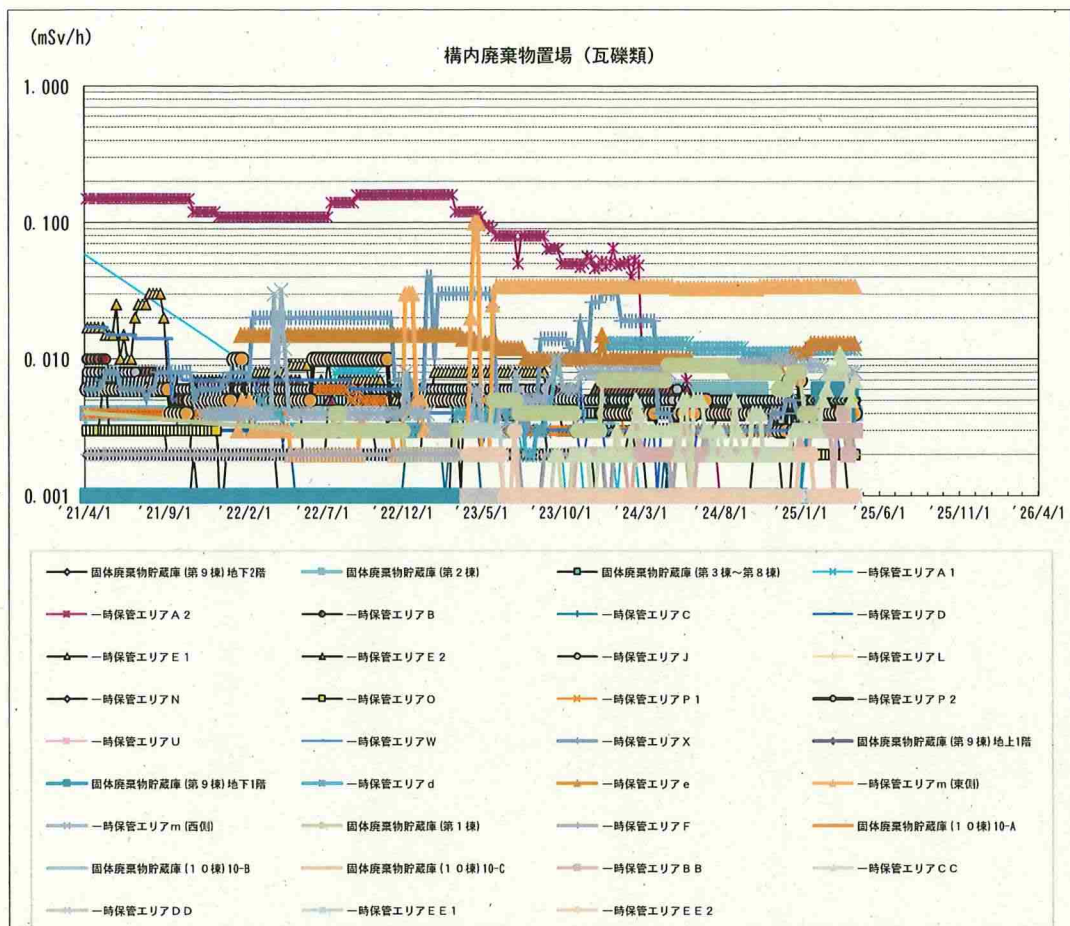 (mSv/h)
構内廃棄物置場 (瓦礫類)
1.000
0.100
0.010
0.001
21/4/1 21/9/1 22/2/1 22/7/1 22/12/1 23/5/1 23/10/1 24/3/1 24/8/1 25/1/1 25/6/1 25/11/1 26/4/1
固体廃棄物貯蔵庫(第9棟)地下2階 固体廃棄物貯蔵庫(第2棟) 固体廃棄物貯蔵庫(第3棟～第8棟) 一時保管エリアA1
一時保管エリアA2 一時保管エリアB 一時保管エリアC 一時保管エリアD
一時保管エリアE1 一時保管エリアE2 一時保管エリアJ 一時保管エリアL
一時保管エリアN 一時保管エリアO 一時保管エリアP1 一時保管エリアP2
一時保管エリアU 一時保管エリアW 一時保管エリアX 固体廃棄物貯蔵庫(第9棟)地上1階
固体廃棄物貯蔵庫(第9棟)地下1階 一時保管エリアd 一時保管エリアe 一時保管エリアm(東側)
一時保管エリアm(西側) 固体廃棄物貯蔵庫(第1棟) 一時保管エリアF 固体廃棄物貯蔵庫(10棟)10-A
固体廃棄物貯蔵庫(10棟)10-B 固体廃棄物貯蔵庫(10棟)10-C 一時保管エリアBB 一時保管エリアCC
一時保管エリアDD 一時保管エリアEE1 一時保管エリアEE2